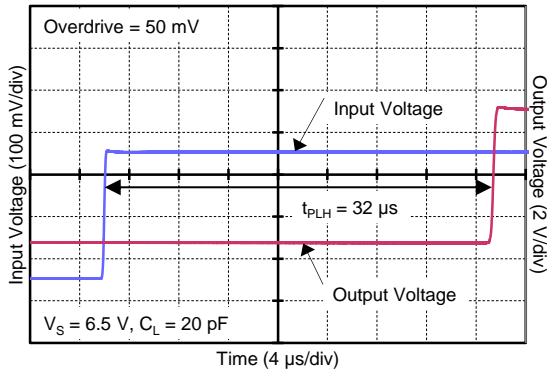 Overdrive = 50 mV
Input Voltage
Input Voltage (100 mV/div)
Output Voltage (2 V/div)
t_PLH = 32 µs
Output Voltage
V_S = 6.5 V, C_L = 20 pF
Time (4 µs/div)